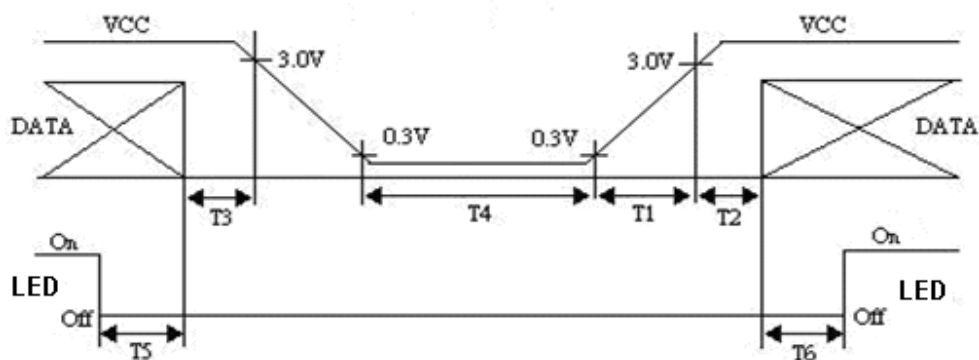 VCC
VCC
3.0V
3.0V
DATA
0.3V
0.3V
DATA
T3
T4
T1
T2
On
On
LED
LED
Off
Off
T5
T6